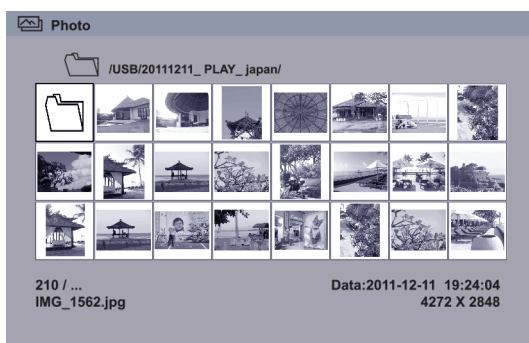 Photo
/USB/20111211_ PLAY_ japan/
210 / ...
Data:2011-12-11 19:24:04
IMG_1562.jpg
4272 X 2848